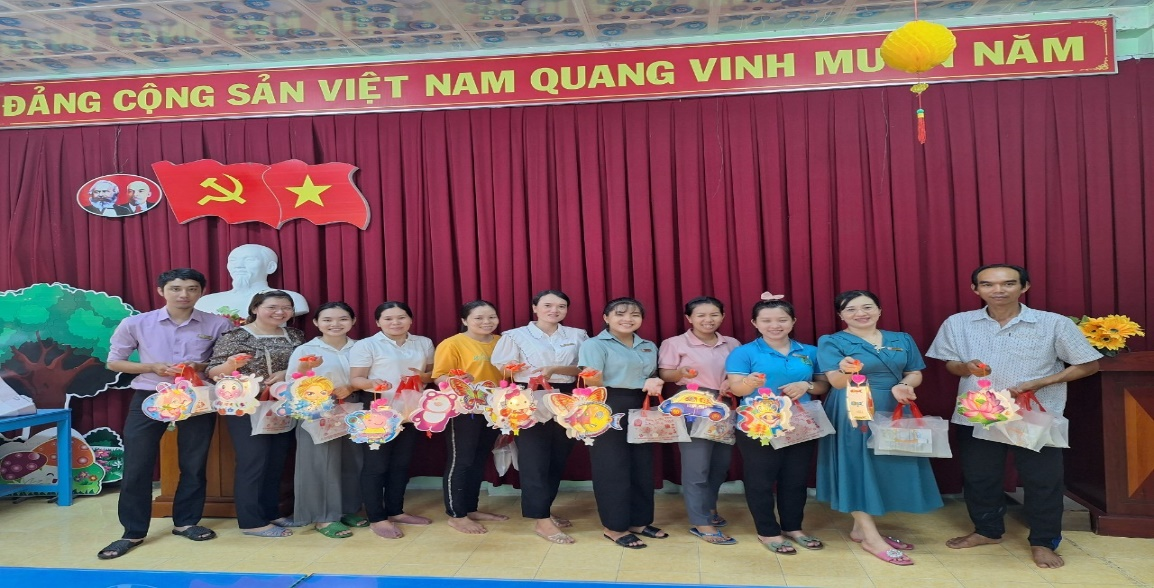 ĐẢNG CỘNG SẢN VIỆT NAM QUANG VINH MUÔN NĂM